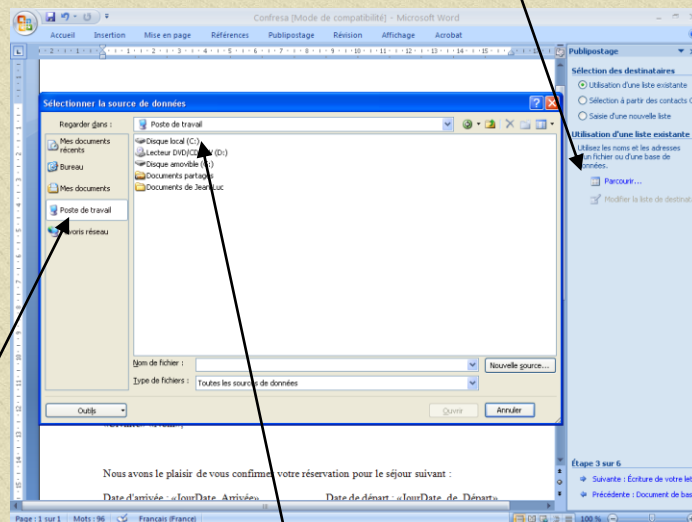 Confresa [Mode de compatibilité] - Microsoft Word
Accueil Insertion Mise en page Références Publipostage Révision Affichage Acrobat
Publipostage
Sélection des destinataires
Utilisation d'une liste existante
Sélection à partir des contacts
Saisie d'une nouvelle liste
Utilisation d'une liste existante
Utilisez les noms et les adresses
d'un fichier ou d'une base de
données.
Parcourir...
Modifier la liste de destinat
Sélectionner la source de données
Regarder dans : Poste de travail
Mes documents récents
Bureau
Mes documents
Poste de travail
Favoris réseau
Disque local (C:)
Lecteur DVD/CD (D:)
Disque amovible
Documents partagés
Documents de Jean-Luc
Nom de fichier :
Nouvelle source...
Type de fichiers : Toutes les sources de données
Outils
Ouvrir Annuler
Nous avons le plaisir de vous confirmer votre réservation pour le séjour suivant :
Date d'arrivée : «JourDate_Arrivée» Date de départ : «JourDate_de_Départ»
Étape 3 sur 6
Suivante : Écriture de votre let
Précédente : Document de bas
Page : 1 sur 1 Mots : 96 Français (France) 100 %